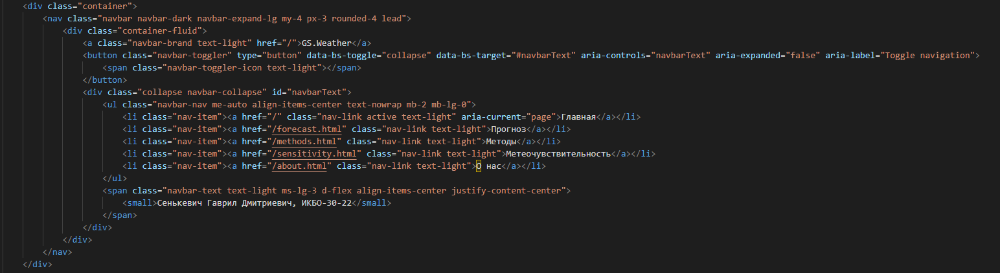 <div class="container">
<nav class="navbar navbar-dark navbar-expand-lg my-4 px-3 rounded-4 lead">
<div class="container-fluid">
<a class="navbar-brand text-light" href="/">GS.Weather</a>
<button class="navbar-toggler" type="button" data-bs-toggle="collapse" data-bs-target="#navbarText" aria-controls="navbarText" aria-expanded="false" aria-label="Toggle navigation">
<span class="navbar-toggler-icon text-light"></span>
</button>
<div class="collapse navbar-collapse" id="navbarText">
<ul class="navbar-nav me-auto align-items-center text-nowrap mb-2 mb-lg-0">
<li class="nav-item"><a href="/" class="nav-link active text-light" aria-current="page">Главная</a></li>
<li class="nav-item"><a href="/forecast.html" class="nav-link text-light">Прогноз</a></li>
<li class="nav-item"><a href="/methods.html" class="nav-link text-light">Методы</a></li>
<li class="nav-item"><a href="/sensitivity.html" class="nav-link text-light">Метеочувствительность</a></li>
<li class="nav-item"><a href="/about.html" class="nav-link text-light">О нас</a></li>
</ul>
<span class="navbar-text text-light ms-lg-3 d-flex align-items-center justify-content-center">
<small>Сенькевич Гаврил Дмитриевич, ИКБО-30-22</small>
</span>
</div>
</div>
</nav>
</div>